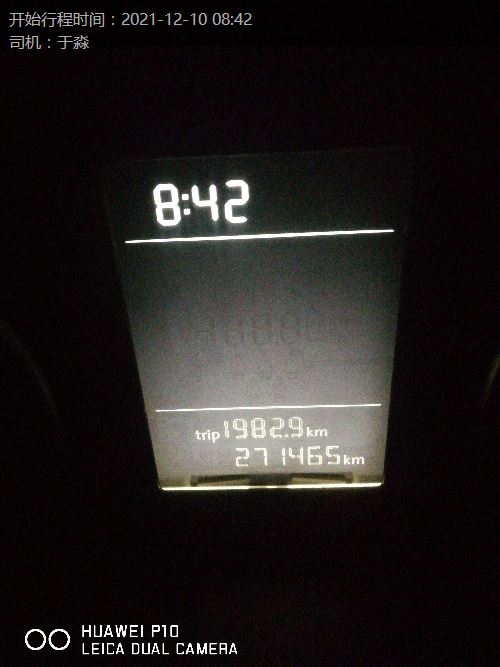 开始行程时间：2021-12-10 08:42
司机：于淼
8:42
trip 1982.9 km
271465 km
HUAWEI P10
LEICA DUAL CAMERA